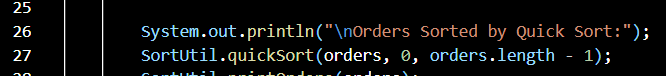 25
26 System.out.println("\nOrders Sorted by Quick Sort:");
27 SortUtil.quickSort(orders, 0, orders.length - 1);